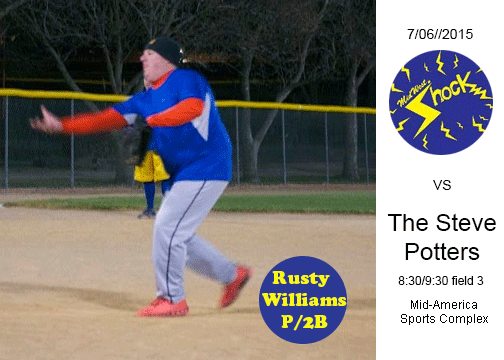 7/06//2015
MidWest
Shock
VS
The Steve
Potters
8:30/9:30 field 3
Mid-America
Sports Complex
Rusty
Williams
P/2B